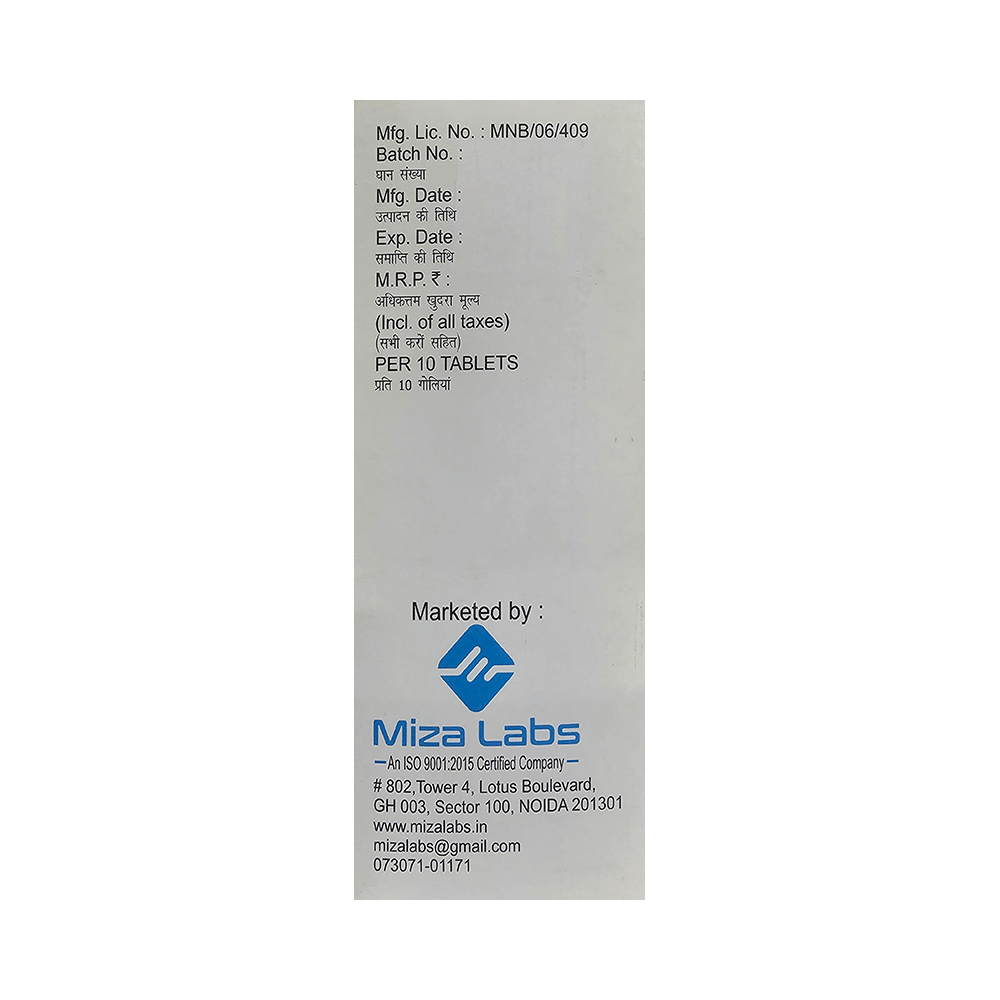 Mfg. Lic. No. : MNB/06/409
Batch No. :
घान संख्या
Mfg. Date :
उत्पादन की तिथि
Exp. Date :
समाप्ति की तिथि
M.R.P. ₹ :
अधिकत्तम खुदरा मूल्य
(Incl. of all taxes)
(सभी करों सहित)
PER 10 TABLETS
प्रति 10 गोलियां
Marketed by :
Miza Labs
An ISO 9001:2015 Certified Company
# 802,Tower 4, Lotus Boulevard,
GH 003, Sector 100, NOIDA 201301
www.mizalabs.in
mizalabs@gmail.com
073071-01171